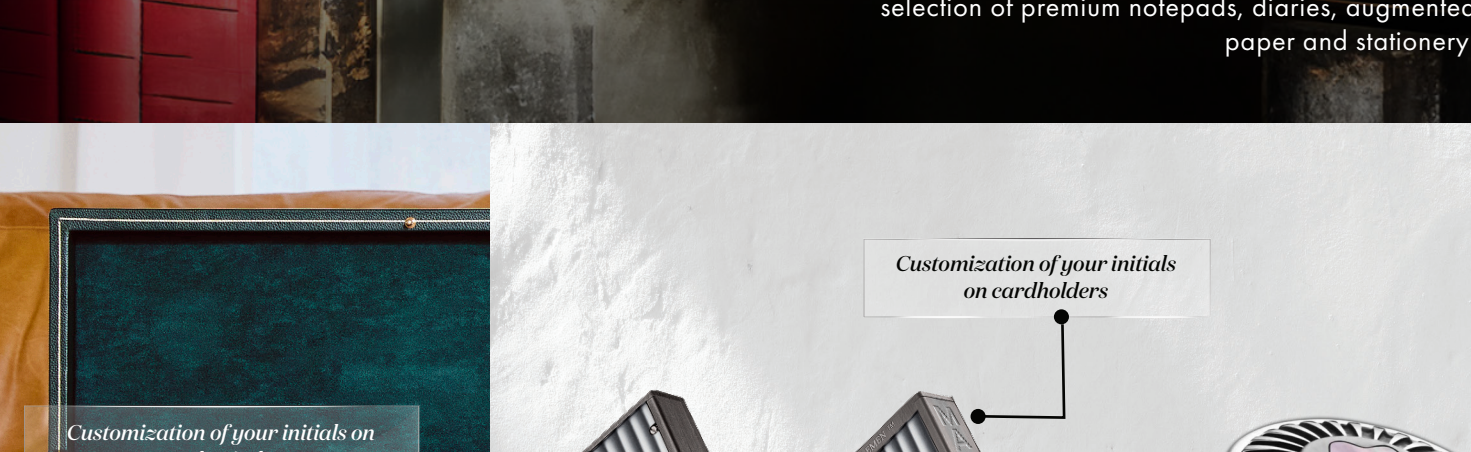 selection of premium notepads, diaries, augmented
paper and stationery
Customization of your initials
on cardholders
Customization of your initials on
MA